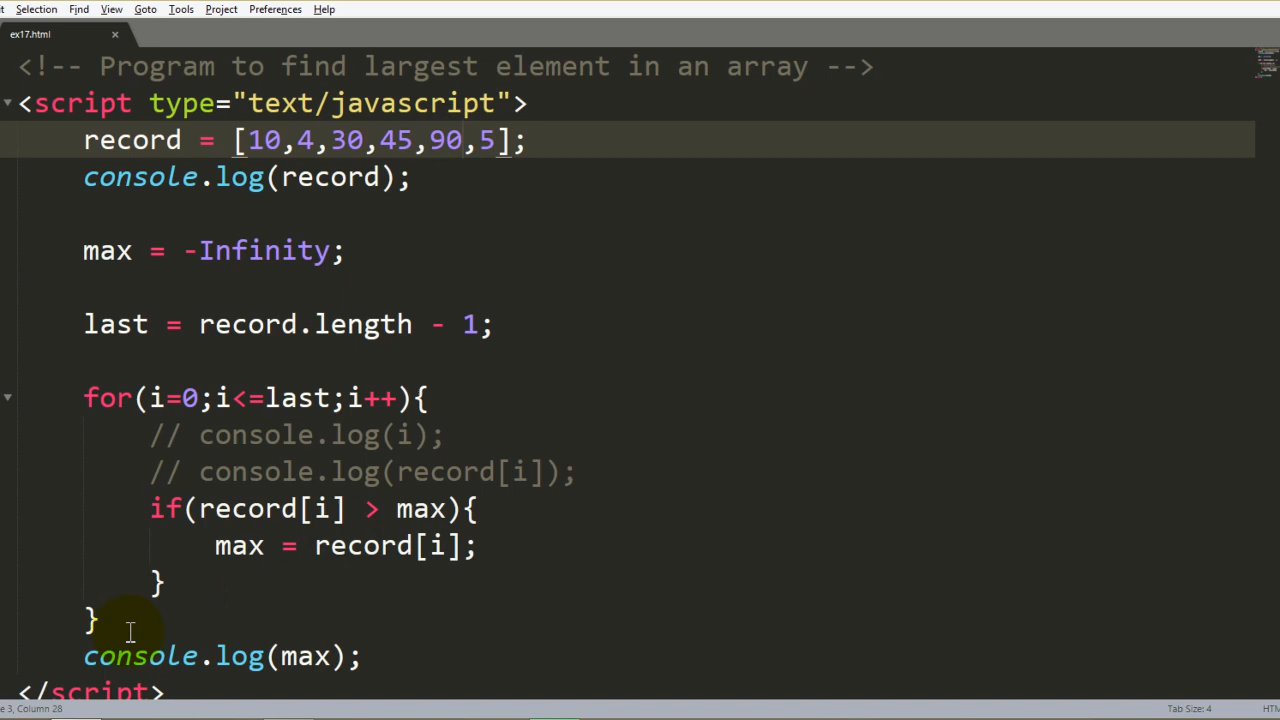 it Selection Find View Goto Tools Project Preferences Help
ex17.html ×
<!-- Program to find largest element in an array -->
<script type="text/javascript">
    record = [10,4,30,45,90,5];
    console.log(record);

    max = -Infinity;

    last = record.length - 1;

    for(i=0;i<=last;i++){
        // console.log(i);
        // console.log(record[i]);
        if(record[i] > max){
            max = record[i];
        }
    }
    console.log(max);
</script>
e 3, Column 28 Tab Size: 4 HTM